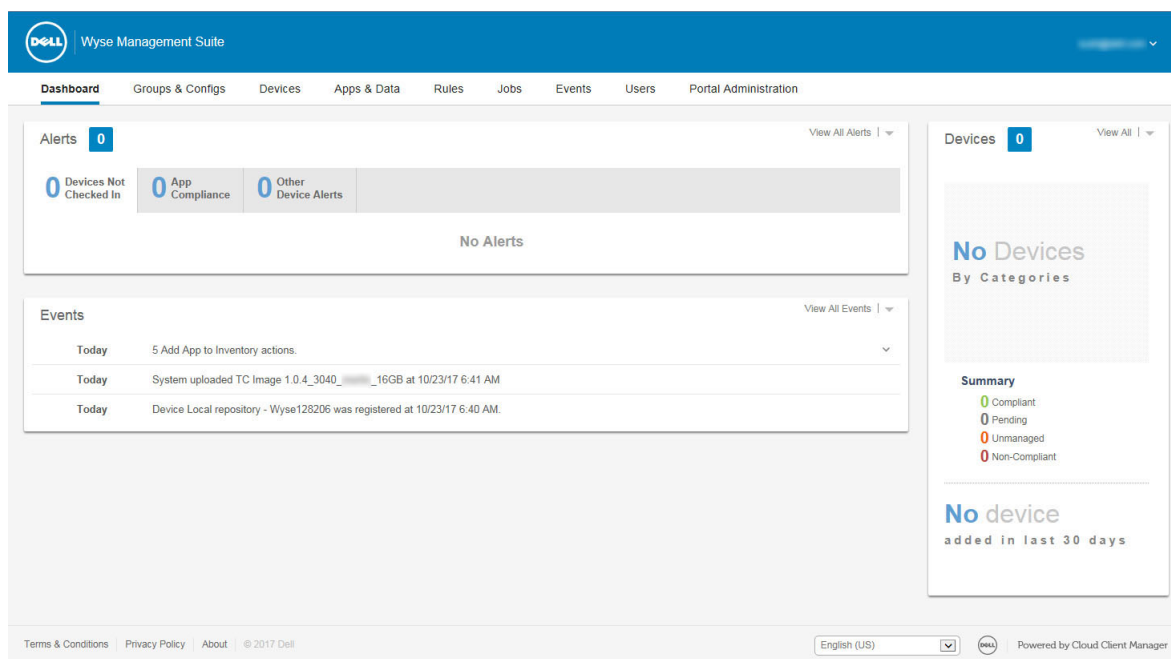 DELL Wyse Management Suite
Dashboard Groups & Configs Devices Apps & Data Rules Jobs Events Users Portal Administration
Alerts 0 View All Alerts
0 Devices Not Checked In 0 App Compliance 0 Other Device Alerts
No Alerts
Events View All Events
Today 5 Add App to Inventory actions.
Today System uploaded TC Image 1.0.4_3040_ _16GB at 10/23/17 6:41 AM
Today Device Local repository - Wyse128206 was registered at 10/23/17 6:40 AM.
Devices 0 View All
No Devices
By Categories
Summary
0 Compliant
0 Pending
0 Unmanaged
0 Non-Compliant
No device
added in last 30 days
Terms & Conditions Privacy Policy About © 2017 Dell English (US) DELL Powered by Cloud Client Manager